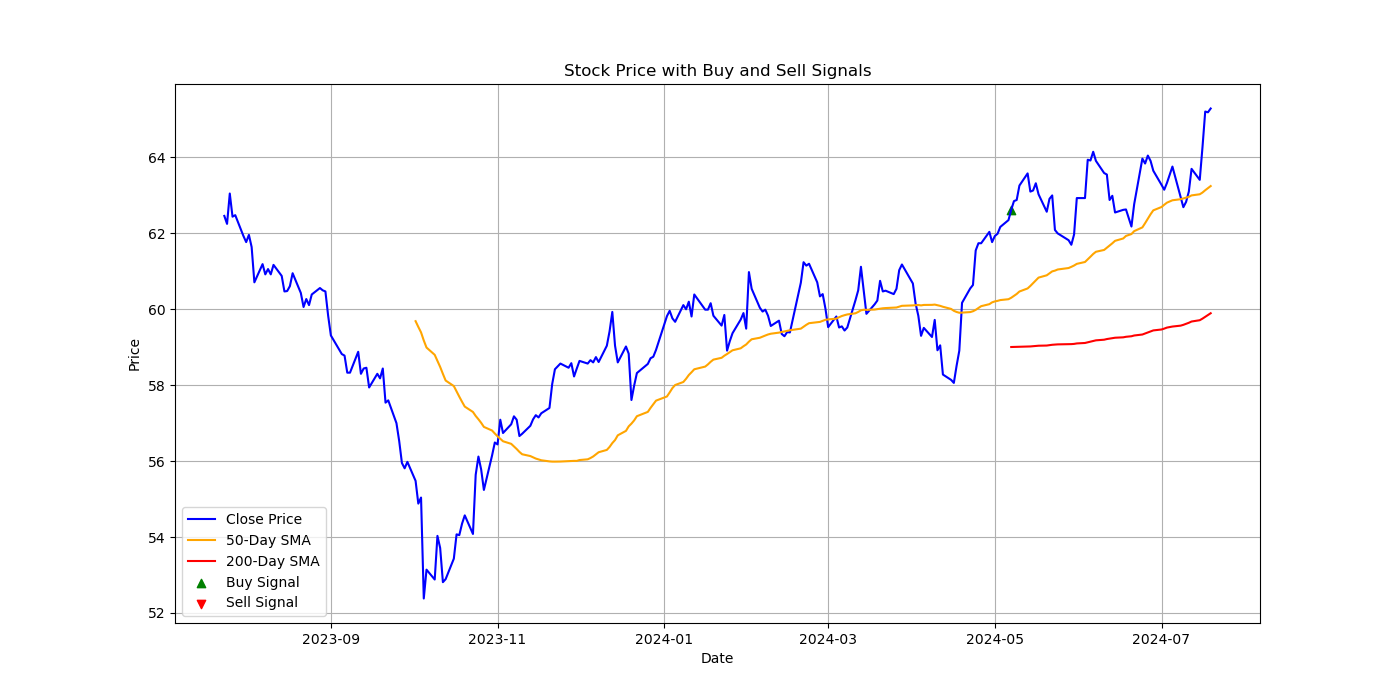 Stock Price with Buy and Sell Signals
Price
64
62
60
58
56
54
52
Close Price
50-Day SMA
200-Day SMA
Buy Signal
Sell Signal
2023-09
2023-11
2024-01
2024-03
2024-05
2024-07
Date